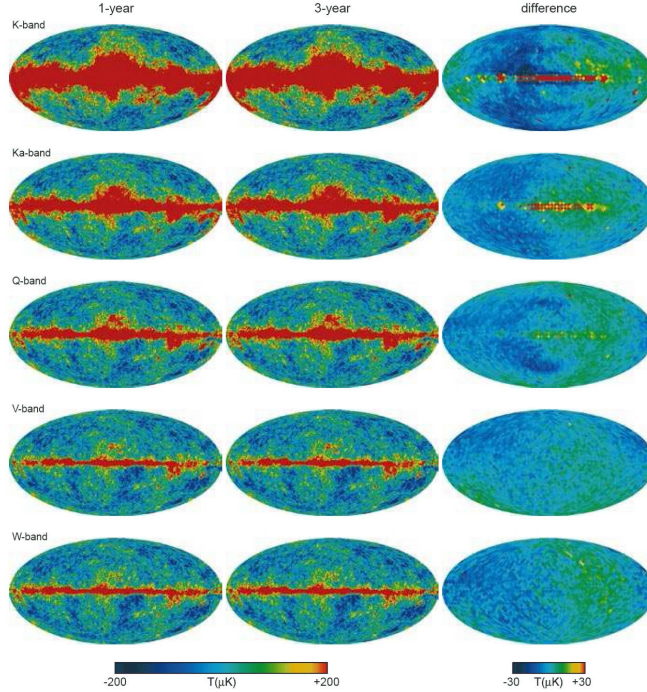 1-year 3-year difference
K-band
Ka-band
Q-band
V-band
W-band
-200 T(μK) +200 -30 T(μK) +30